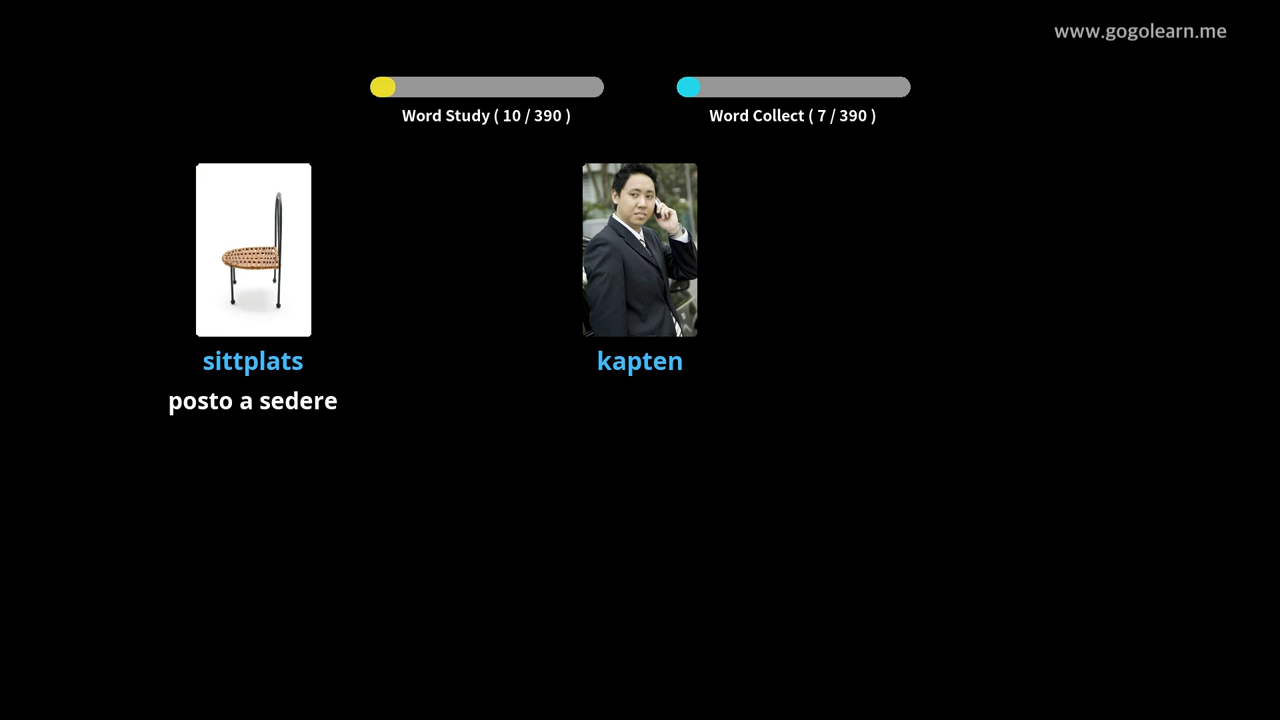 www.gogolearn.me
Word Study ( 10 / 390 )
Word Collect ( 7 / 390 )
sittplats
kapten
posto a sedere